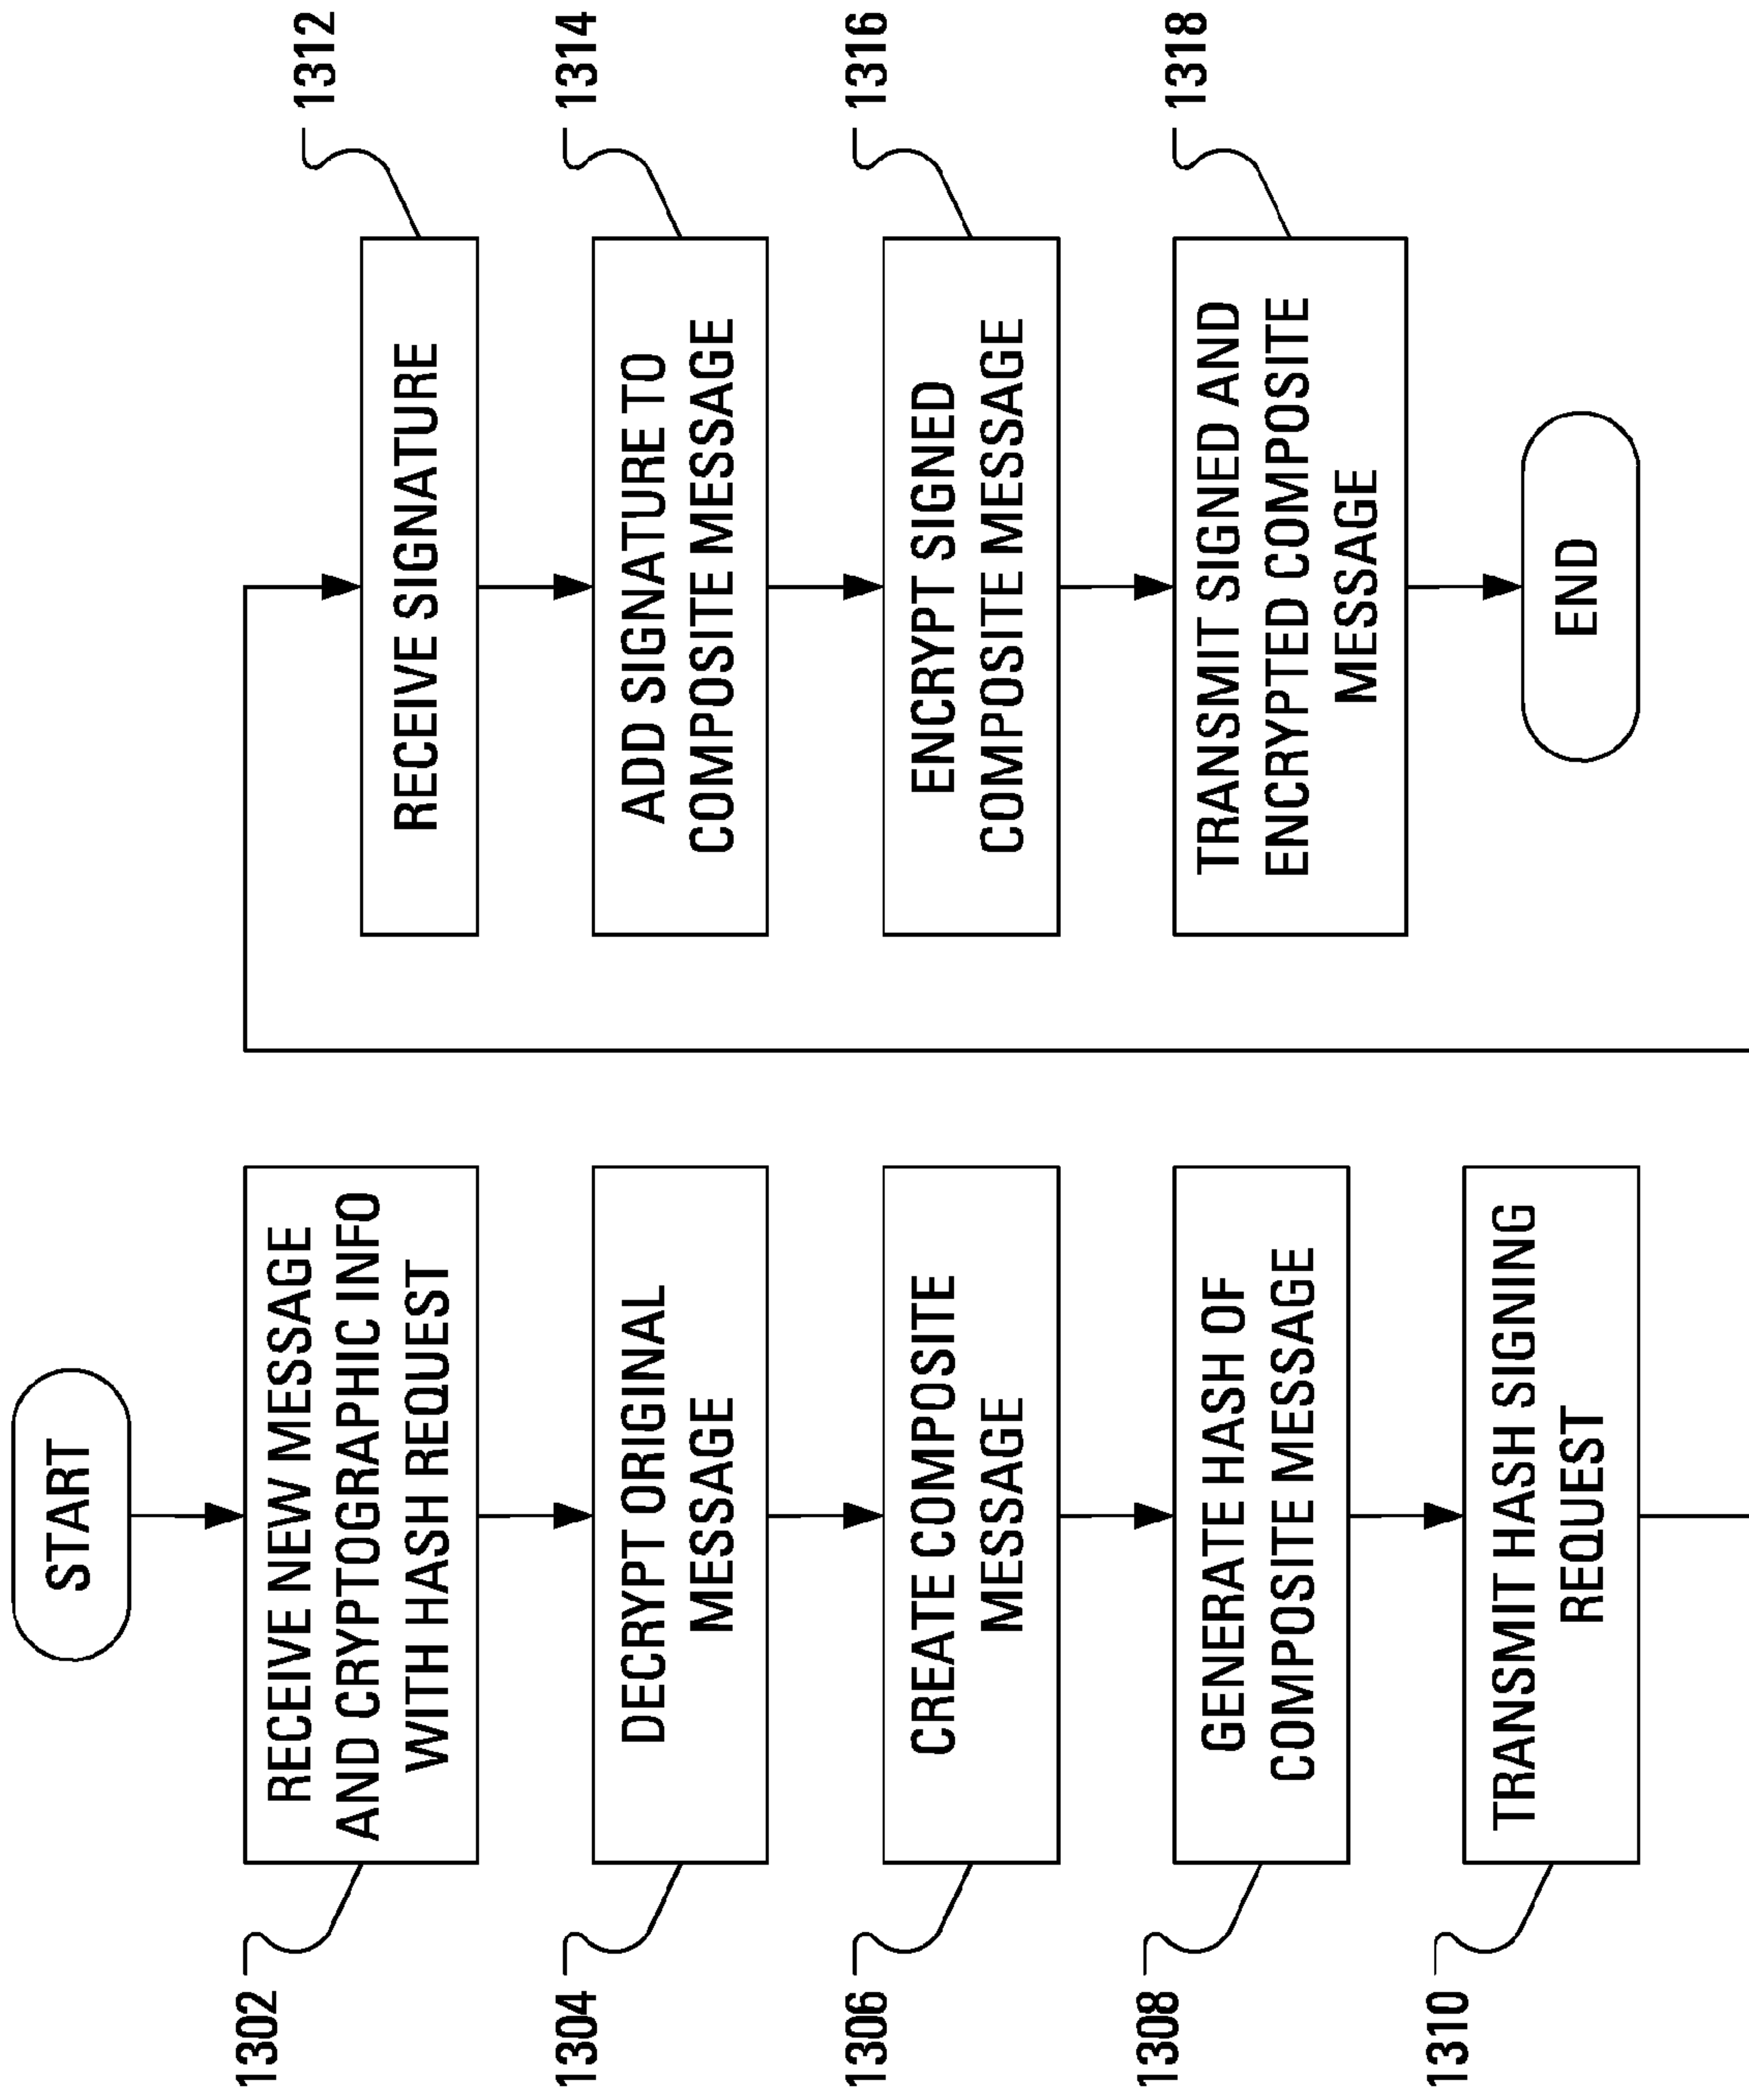 START
1302
RECEIVE NEW MESSAGE
AND CRYPTOGRAPHIC INFO
WITH HASH REQUEST
1304
DECRYPT ORIGINAL
MESSAGE
1306
CREATE COMPOSITE
MESSAGE
1308
GENERATE HASH OF
COMPOSITE MESSAGE
1310
TRANSMIT HASH SIGNING
REQUEST
1312
RECEIVE SIGNATURE
1314
ADD SIGNATURE TO
COMPOSITE MESSAGE
1316
ENCRYPT SIGNED
COMPOSITE MESSAGE
1318
TRANSMIT SIGNED AND
ENCRYPTED COMPOSITE
MESSAGE
END